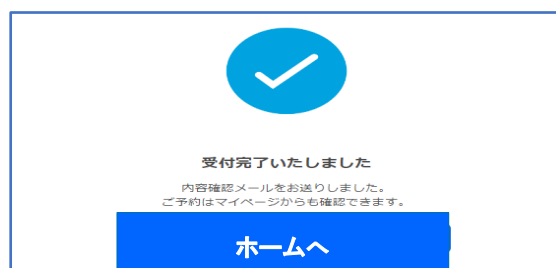 受付完了いたしました
内容確認メールをお送りしました。
ご予約はマイページからも確認できます。
ホームへ